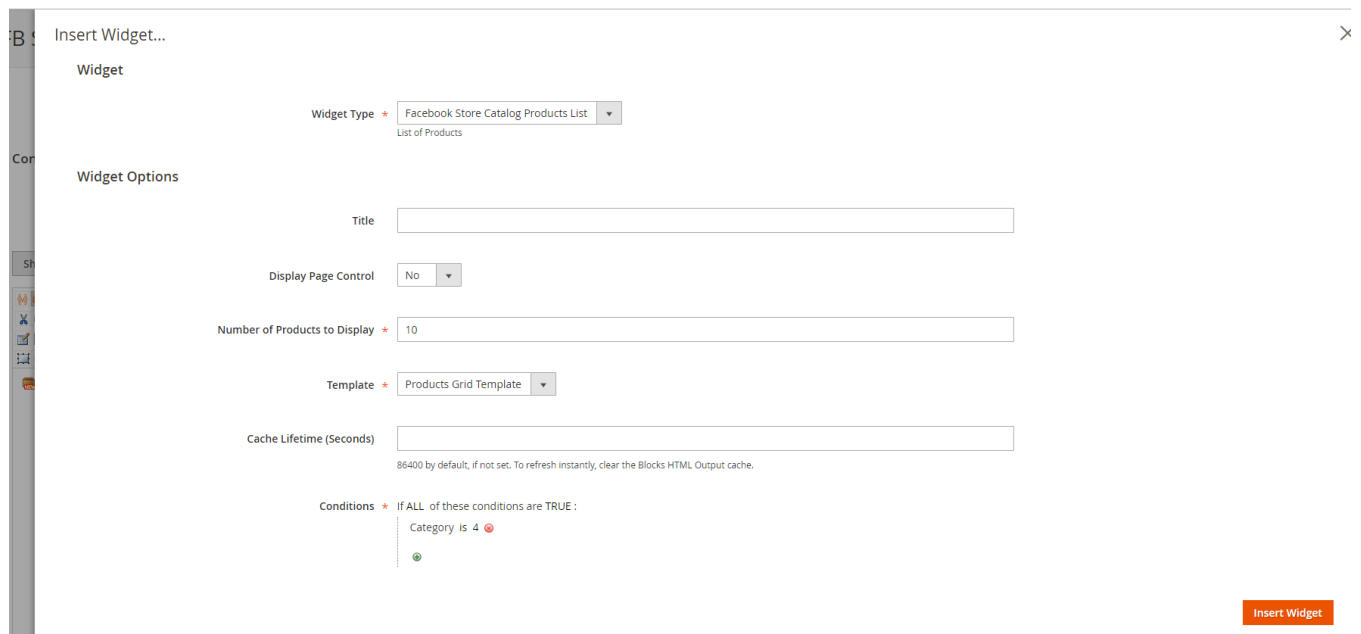 FB S
Insert Widget...
Widget
Widget Type * Facebook Store Catalog Products List
List of Products
Con
Widget Options
Title
Sh
Display Page Control No
Number of Products to Display * 10
Template * Products Grid Template
Cache Lifetime (Seconds)
86400 by default, if not set. To refresh instantly, clear the Blocks HTML Output cache.
Conditions * If ALL of these conditions are TRUE :
Category is 4
Insert Widget